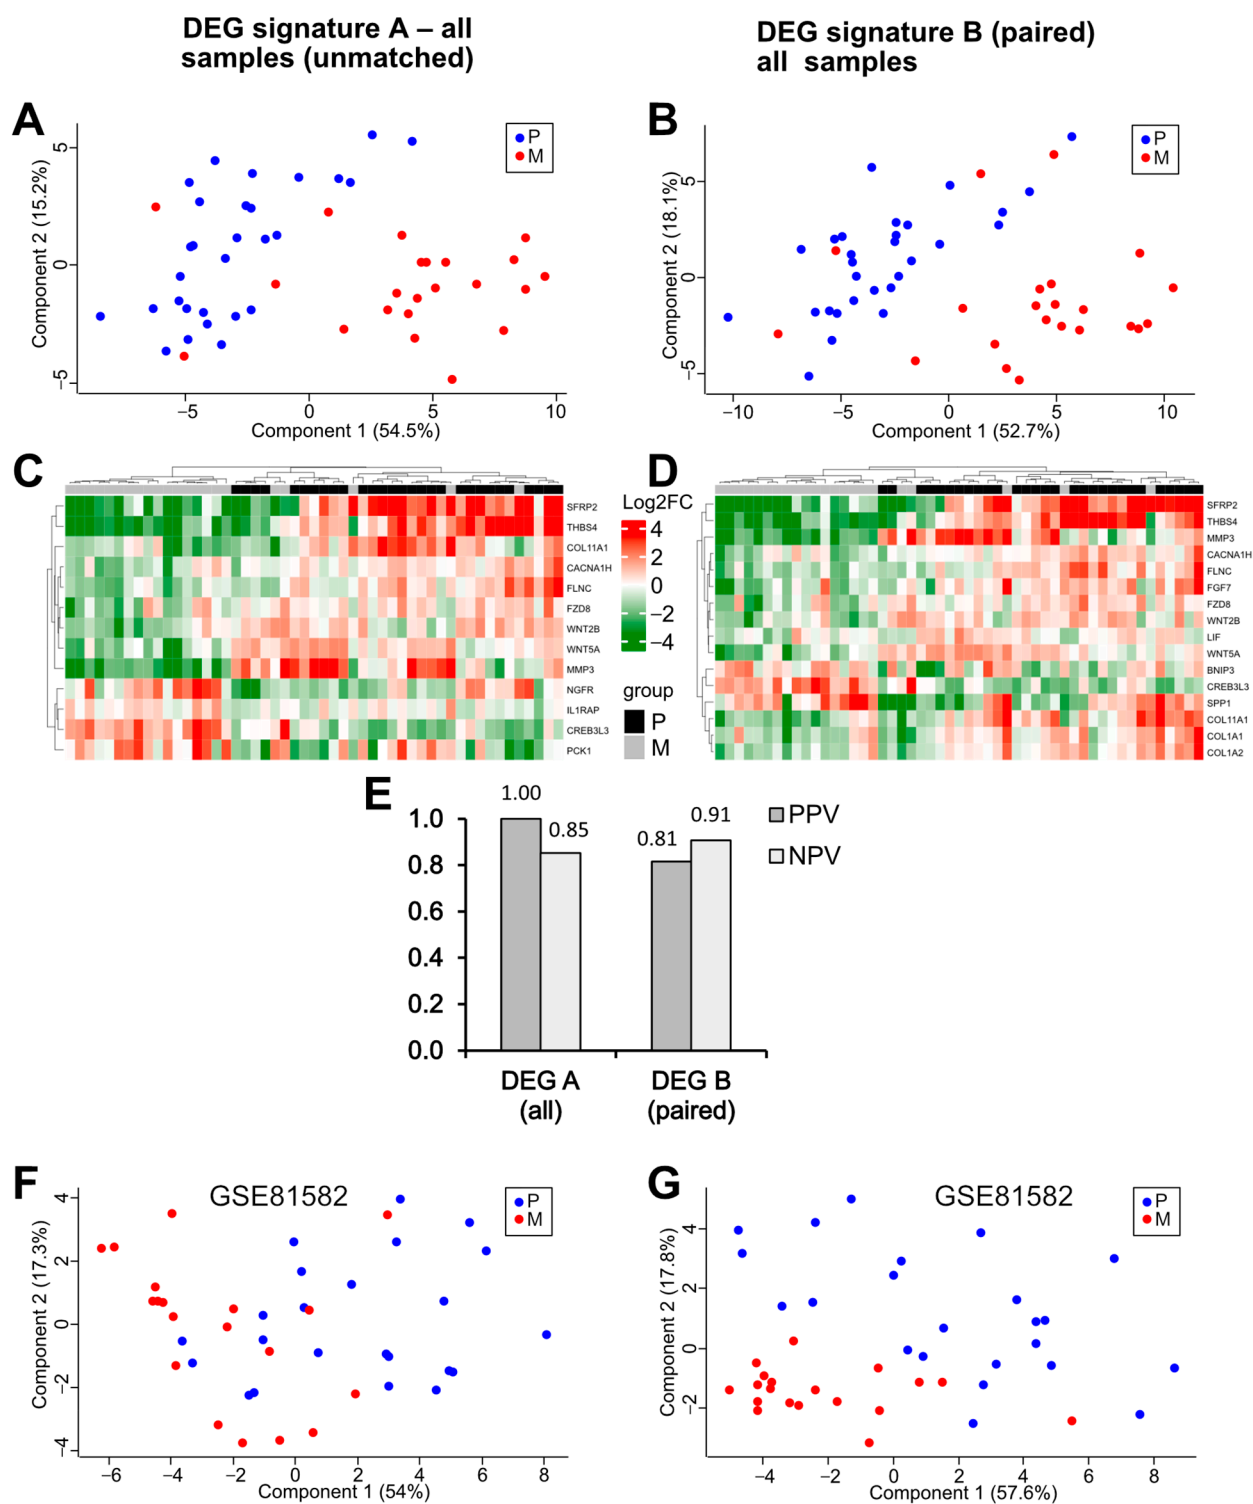 DEG signature A – all
samples (unmatched)
DEG signature B (paired)
all samples
A
P
M
5
0
−5
Component 2 (15.2%)
−5
0
5
10
Component 1 (54.5%)
B
P
M
5
0
−5
Component 2 (18.1%)
−10
−5
0
5
10
Component 1 (52.7%)
C
SFRP2
THBS4
COL11A1
CACNA1H
FLNC
FZD8
WNT2B
WNT5A
MMP3
NGFR
IL1RAP
CREB3L3
PCK1
Log2FC
4
2
0
−2
−4
group
P
M
D
SFRP2
THBS4
MMP3
CACNA1H
FLNC
FGF7
FZD8
WNT2B
LIF
WNT5A
BNIP3
CREB3L3
SPP1
COL11A1
COL1A1
COL1A2
E
1.00
0.85
0.81
0.91
PPV
NPV
1.0
0.8
0.6
0.4
0.2
0.0
DEG A
(all)
DEG B
(paired)
F
GSE81582
P
M
4
2
0
−2
−4
Component 2 (17.3%)
−6
−4
−2
0
2
4
6
8
Component 1 (54%)
G
GSE81582
P
M
4
2
0
−2
Component 2 (17.8%)
−4
−2
0
2
4
6
8
Component 1 (57.6%)